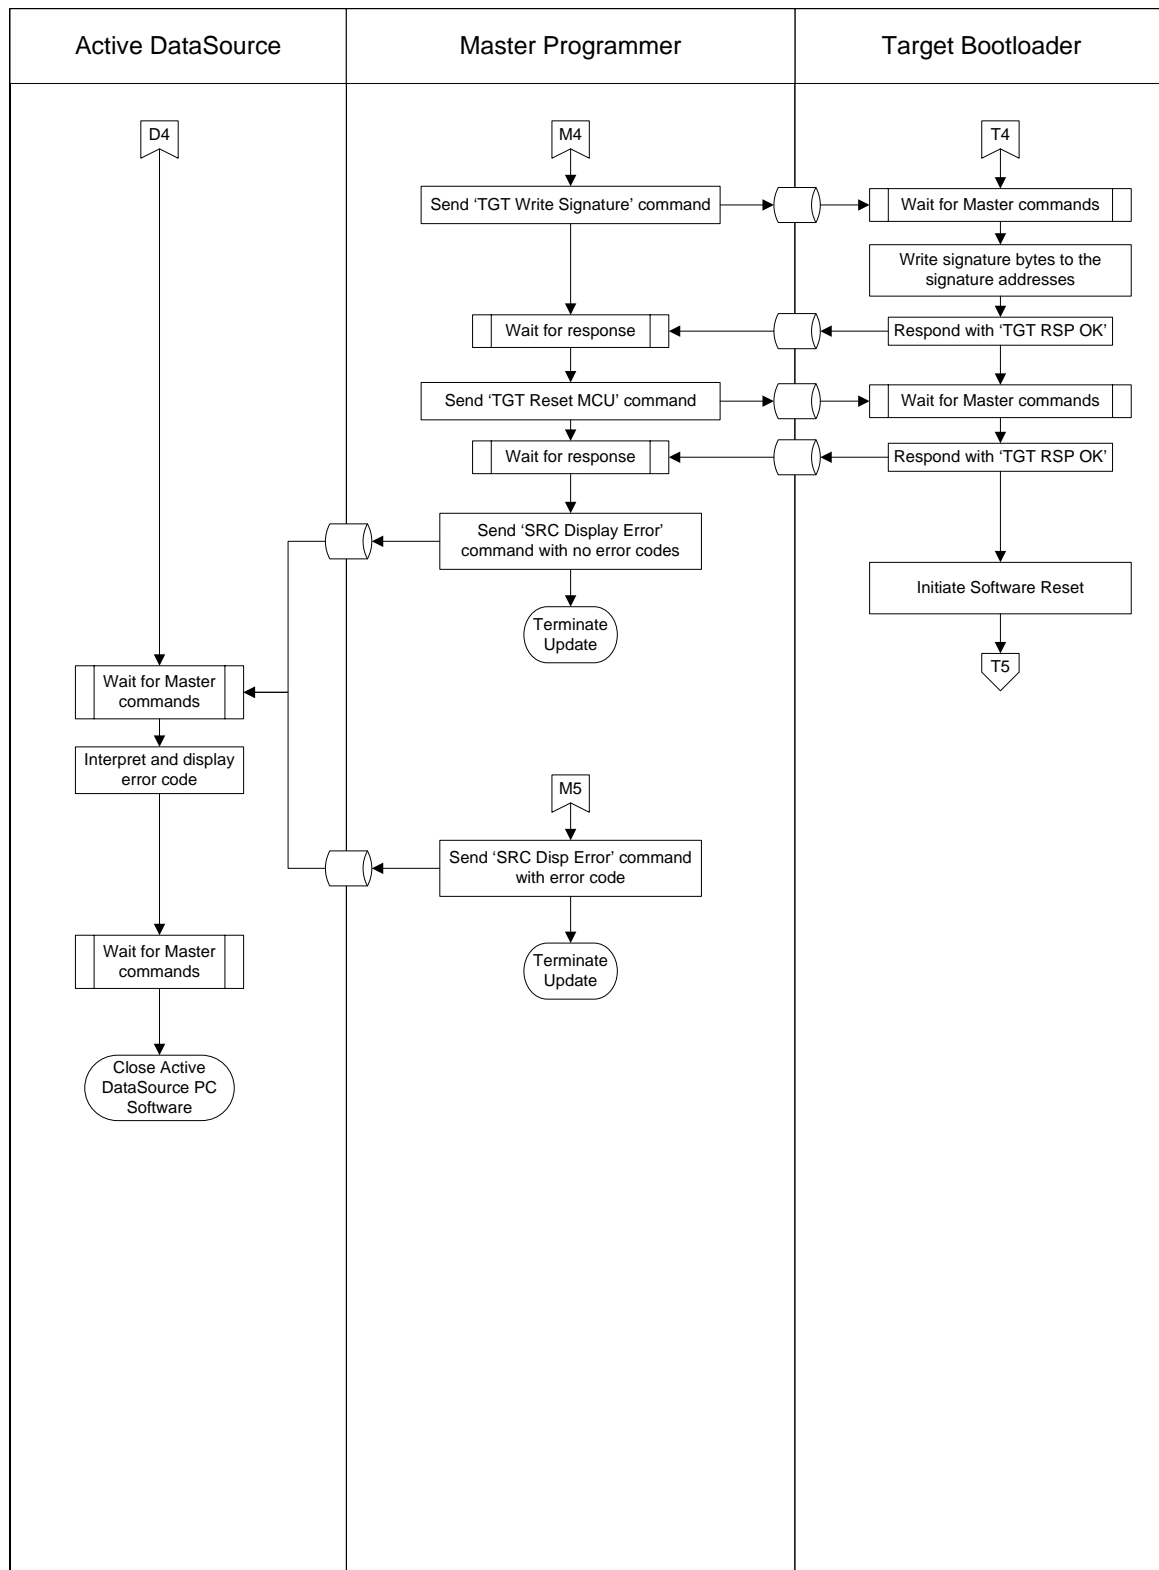 Active DataSource
Master Programmer
Target Bootloader
D4
M4
T4
Send ‘TGT Write Signature’ command
Wait for Master commands
Write signature bytes to the
signature addresses
Wait for response
Respond with ‘TGT RSP OK’
Send ‘TGT Reset MCU’ command
Wait for Master commands
Wait for response
Respond with ‘TGT RSP OK’
Send ‘SRC Display Error’
command with no error codes
Initiate Software Reset
Terminate
Update
T5
Wait for Master
commands
Interpret and display
error code
M5
Send ‘SRC Disp Error’ command
with error code
Wait for Master
commands
Terminate
Update
Close Active
DataSource PC
Software